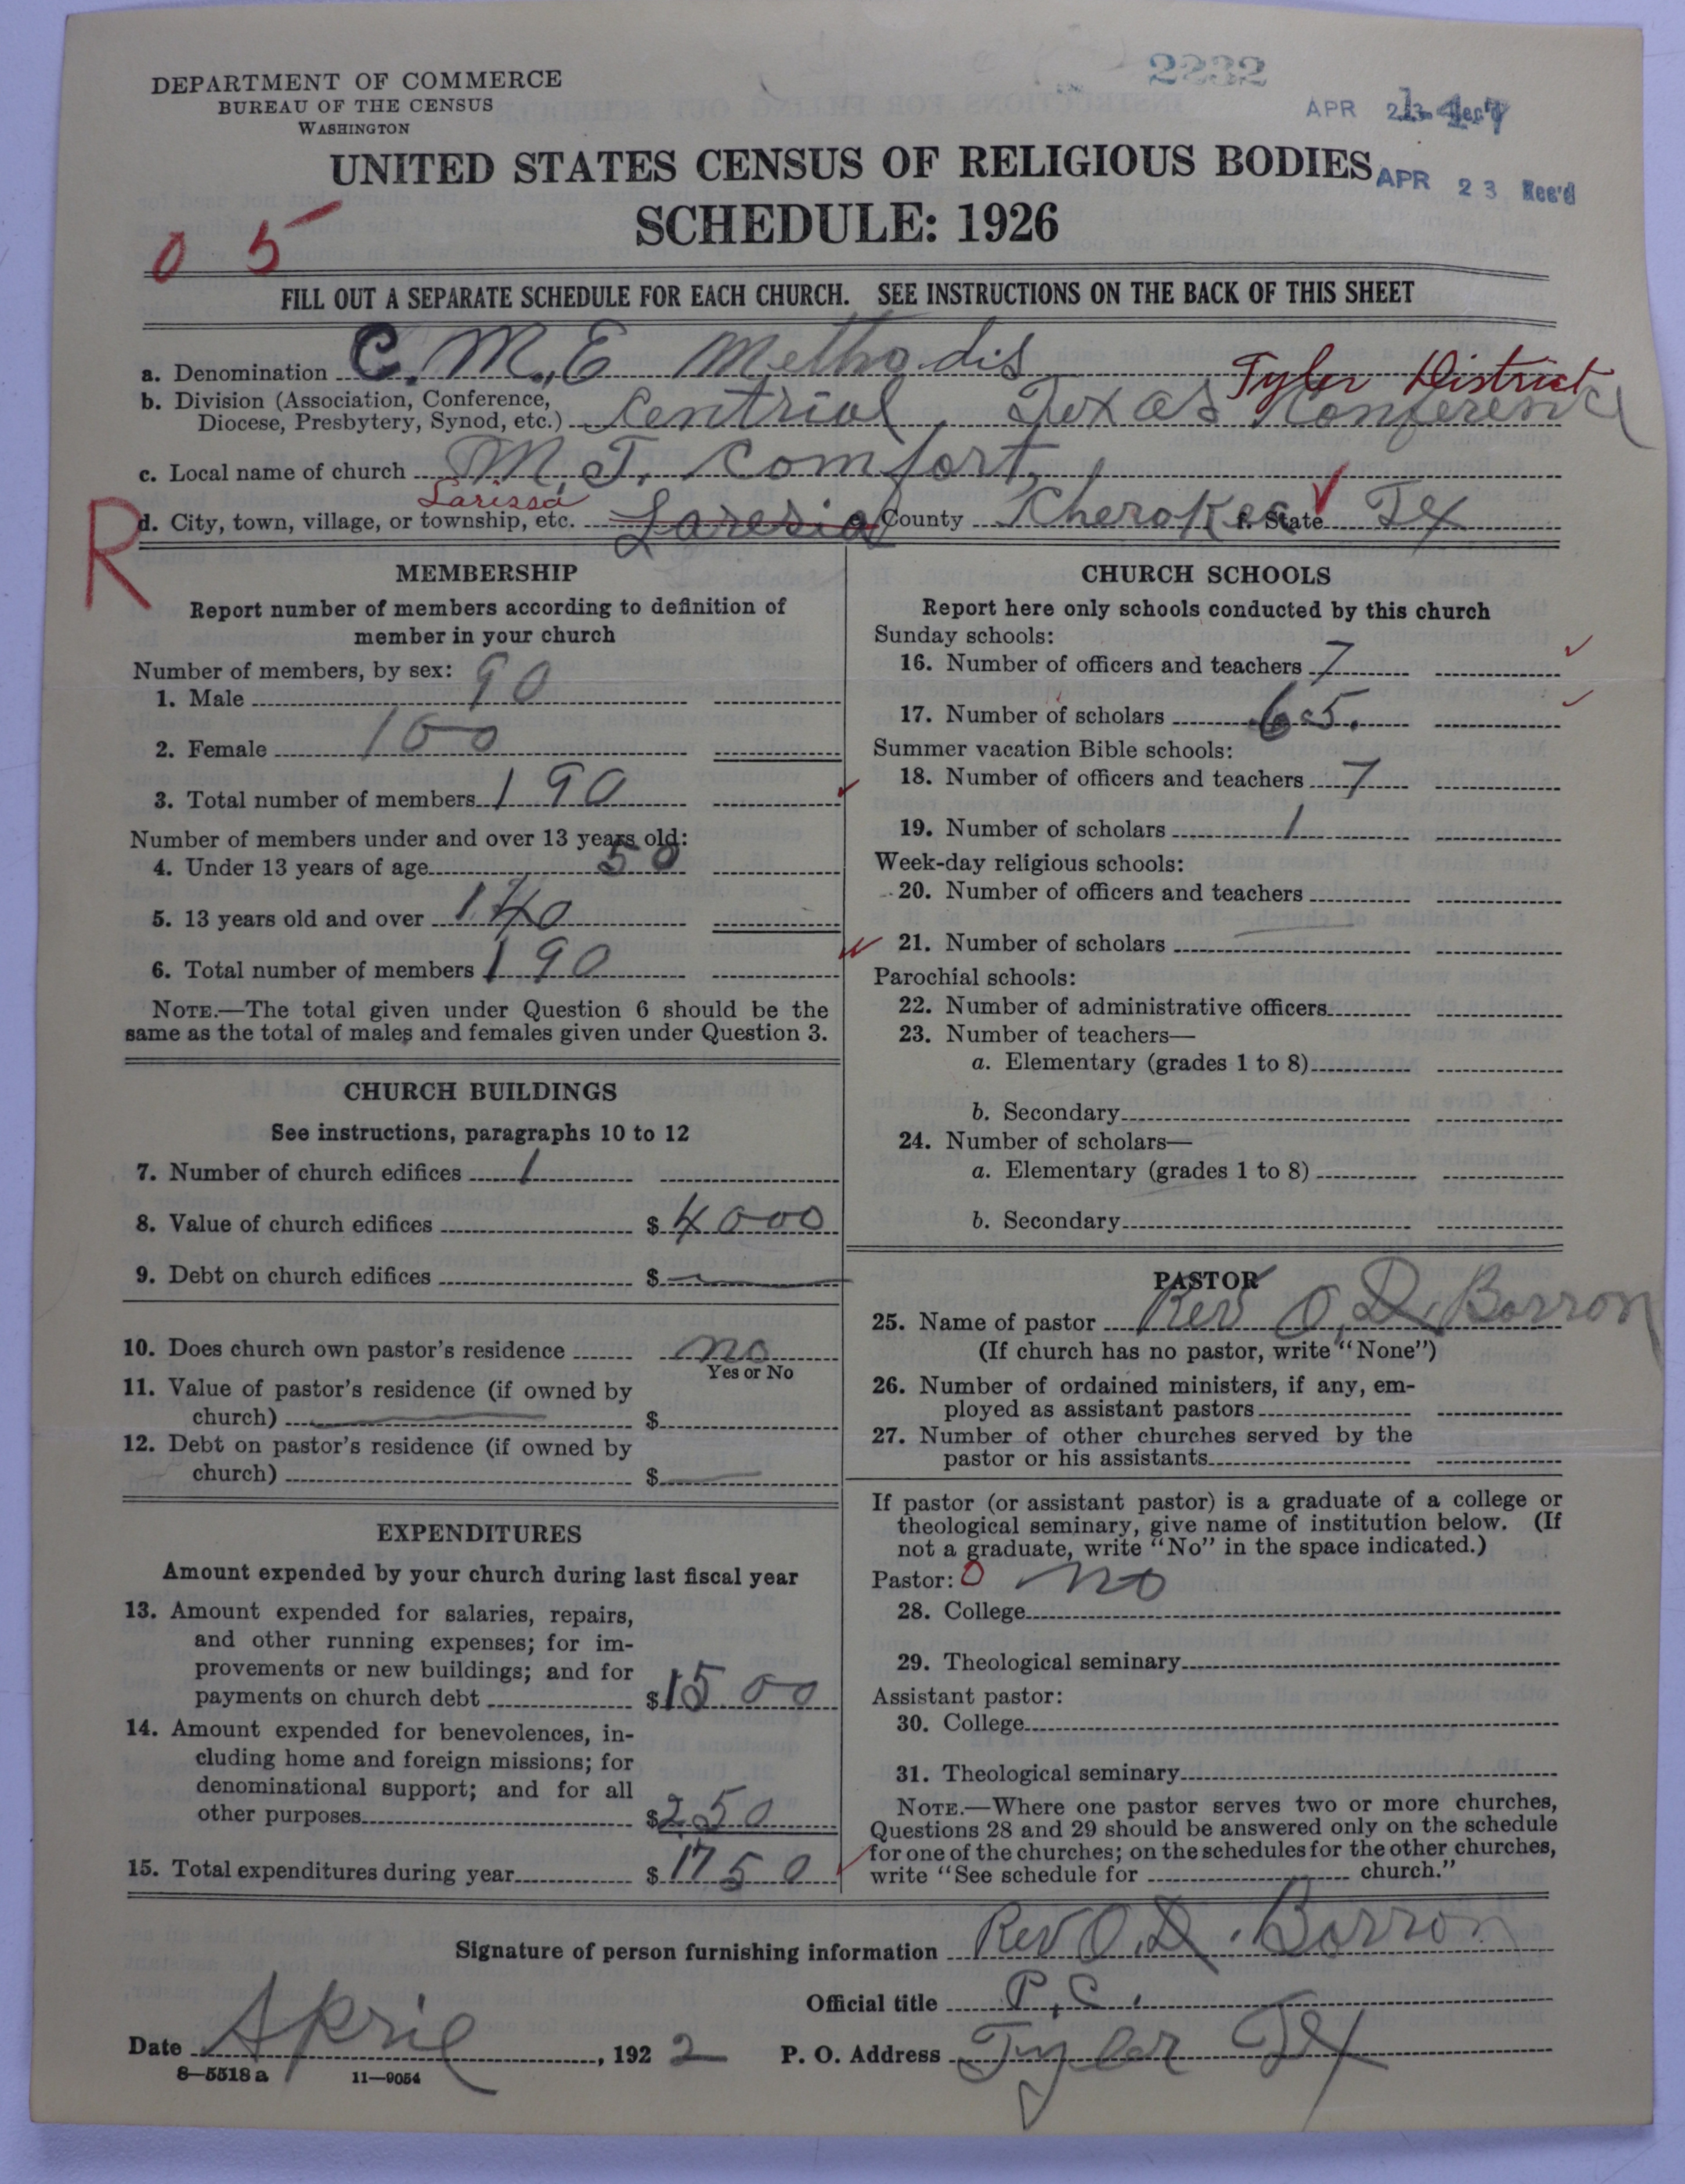 2232
DEPARTMENT OF COMMERCE
BUREAU OF THE CENSUS
WASHINGTON
APR 23 Rec'd
UNITED STATES CENSUS OF RELIGIOUS BODIES
APR 23 Rec'd
SCHEDULE: 1926
0 5
FILL OUT A SEPARATE SCHEDULE FOR EACH CHURCH. SEE INSTRUCTIONS ON THE BACK OF THIS SHEET
a. Denomination C. M., E Methodis
Tyler District
b. Division (Association, Conference, Diocese, Presbytery, Synod, etc.) Centrial Texas Conference
c. Local name of church M,T. Comfort,
Larissa
R d. City, town, village, or township, etc. Laresia e. County Cherokee f. State Tex
MEMBERSHIP
Report number of members according to definition of
member in your church
Number of members, by sex:
1. Male 90
2. Female 100
3. Total number of members 190
Number of members under and over 13 years old:
4. Under 13 years of age 50
5. 13 years old and over 140
6. Total number of members 190
NOTE.—The total given under Question 6 should be the
same as the total of males and females given under Question 3.
CHURCH BUILDINGS
See instructions, paragraphs 10 to 12
7. Number of church edifices 1
8. Value of church edifices $ 4000
9. Debt on church edifices $ —
10. Does church own pastor's residence no
Yes or No
11. Value of pastor's residence (if owned by
church) — $
12. Debt on pastor's residence (if owned by
church) $ —
EXPENDITURES
Amount expended by your church during last fiscal year
13. Amount expended for salaries, repairs,
and other running expenses; for im-
provements or new buildings; and for
payments on church debt $ 1500
14. Amount expended for benevolences, in-
cluding home and foreign missions; for
denominational support; and for all
other purposes $ 250
15. Total expenditures during year $ 1750
CHURCH SCHOOLS
Report here only schools conducted by this church
Sunday schools:
16. Number of officers and teachers 7
17. Number of scholars 65.
Summer vacation Bible schools:
18. Number of officers and teachers 7
19. Number of scholars 1
Week-day religious schools:
20. Number of officers and teachers
21. Number of scholars
Parochial schools:
22. Number of administrative officers
23. Number of teachers—
a. Elementary (grades 1 to 8)
b. Secondary
24. Number of scholars—
a. Elementary (grades 1 to 8)
b. Secondary
PASTOR
25. Name of pastor Rev O, D, Borron
(If church has no pastor, write "None")
26. Number of ordained ministers, if any, em-
ployed as assistant pastors
27. Number of other churches served by the
pastor or his assistants
If pastor (or assistant pastor) is a graduate of a college or
theological seminary, give name of institution below. (If
not a graduate, write "No" in the space indicated.)
Pastor: 0 no
28. College
29. Theological seminary
Assistant pastor:
30. College
31. Theological seminary
NOTE.—Where one pastor serves two or more churches,
Questions 28 and 29 should be answered only on the schedule
for one of the churches; on the schedules for the other churches,
write "See schedule for church."
Signature of person furnishing information Rev O. D. Borron
Official title P, C.
Date Aprie, 192 2 P. O. Address Tyler Tex
8—5518 a 11—9054